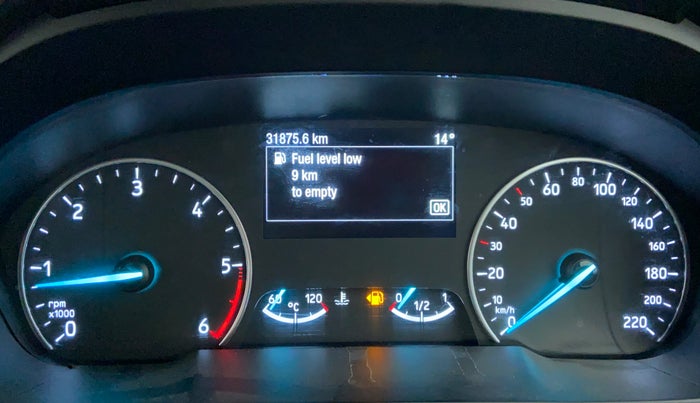 31875.6 km 14°
Fuel level low
9 km
to empty
OK
0 1 2 3 4 5 6
rpm
x1000
60 °C 120
0 1/2 1
0 10 20 30 40 50 60 80 100 120 140 160 180 200 220
km/h